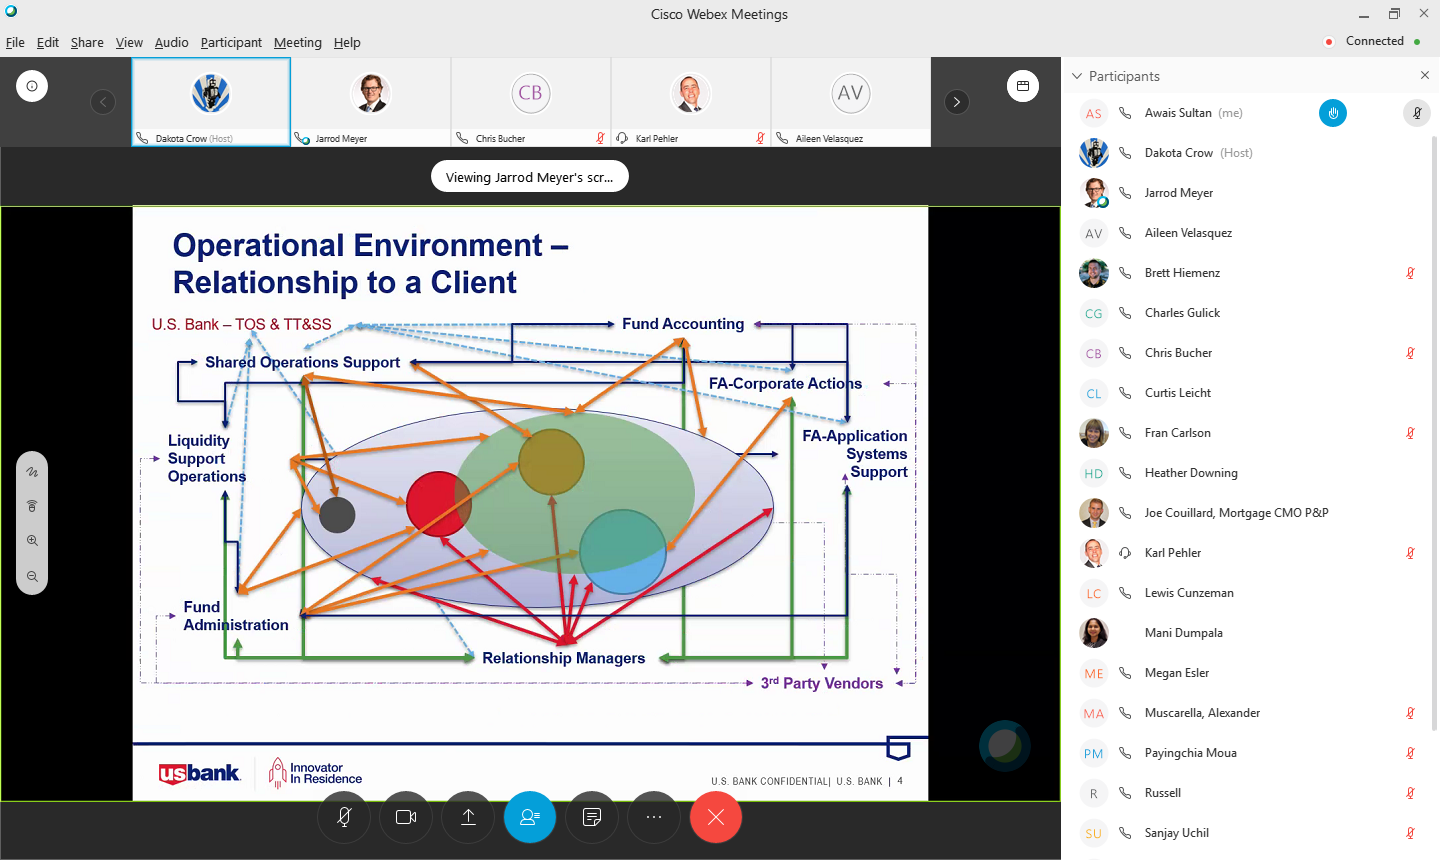 Cisco Webex Meetings
File Edit Share View Audio Participant Meeting Help
Connected
CB
AV
Dakota Crow (Host)
Jarrod Meyer
Chris Bucher
Karl Pehler
Aileen Velasquez
Viewing Jarrod Meyer's scr...
Operational Environment –
Relationship to a Client
U.S. Bank – TOS & TT&SS
Fund Accounting
Shared Operations Support
FA-Corporate Actions
Liquidity
Support
Operations
FA-Application
Systems
Support
Fund
Administration
Relationship Managers
3rd Party Vendors
usbank
Innovator
In Residence
U.S. BANK CONFIDENTIAL| U.S. BANK | 4
Participants
AS Awais Sultan (me)
Dakota Crow (Host)
Jarrod Meyer
AV Aileen Velasquez
Brett Hiemenz
CG Charles Gulick
CB Chris Bucher
CL Curtis Leicht
Fran Carlson
HD Heather Downing
Joe Couillard, Mortgage CMO P&P
Karl Pehler
LC Lewis Cunzeman
Mani Dumpala
ME Megan Esler
MA Muscarella, Alexander
PM Payingchia Moua
R Russell
SU Sanjay Uchil